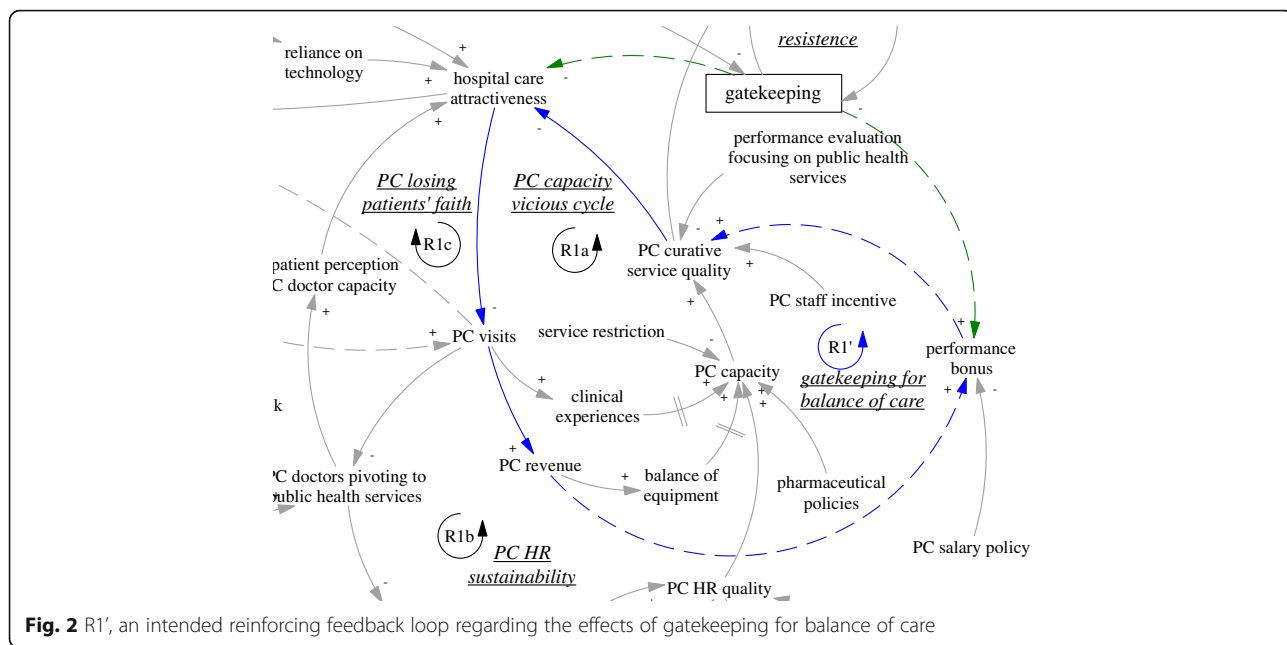 resistence
reliance on
technology
+
+
+
-
-
hospital care
attractiveness
gatekeeping
-
+
-
performance evaluation
focusing on public health
services
PC losing
patients' faith
PC capacity
vicious cycle
R1c
R1a
-
+
PC curative
service quality
+
patient perception
C doctor capacity
+
PC staff incentive
+
-
+
PC visits
service restriction
-
R1'
+
performance
bonus
PC capacity
gatekeeping for
balance of care
+
+
+
+
+
-
+
clinical
experiences
k
+
PC revenue
-
+
balance of
equipment
pharmaceutical
policies
PC doctors pivoting to
public health services
+
R1b
PC HR
sustainability
PC salary policy
-
PC HR quality
+
-
Fig. 2 R1', an intended reinforcing feedback loop regarding the effects of gatekeeping for balance of care